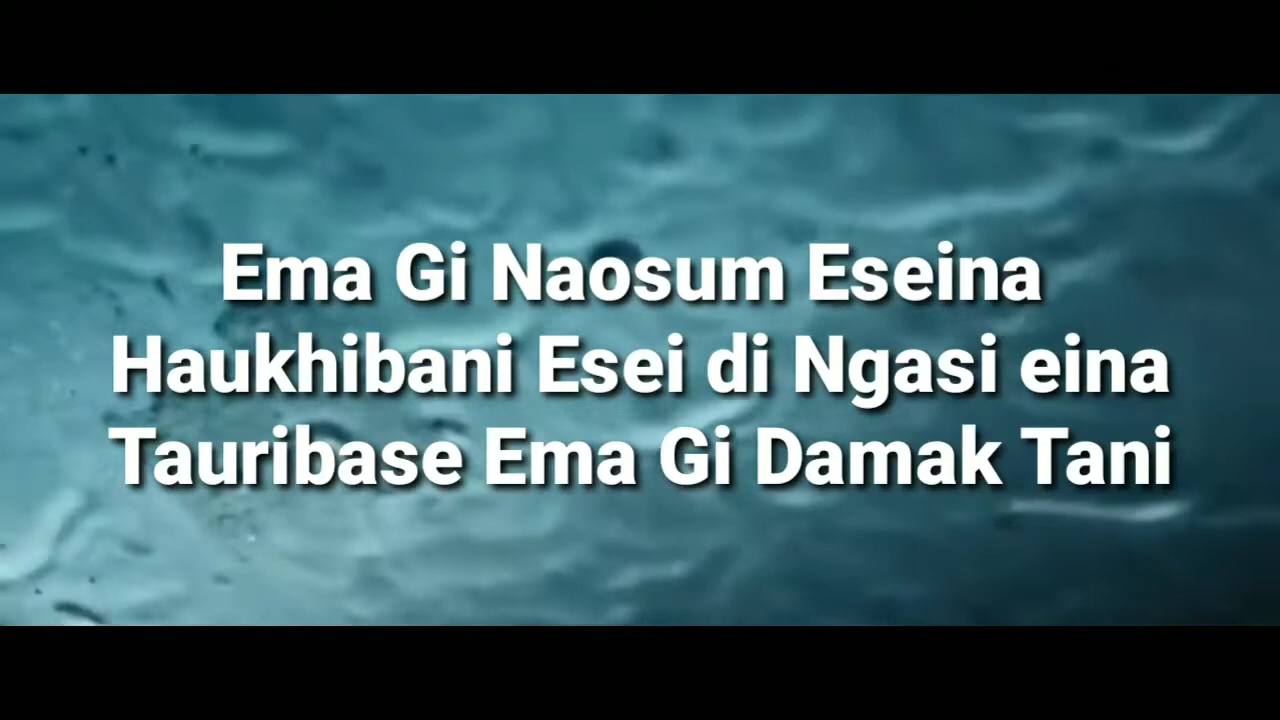 Ema Gi Naosum Eseina
Haukhibani Esei di Ngasi eina
Tauribase Ema Gi Damak Tani